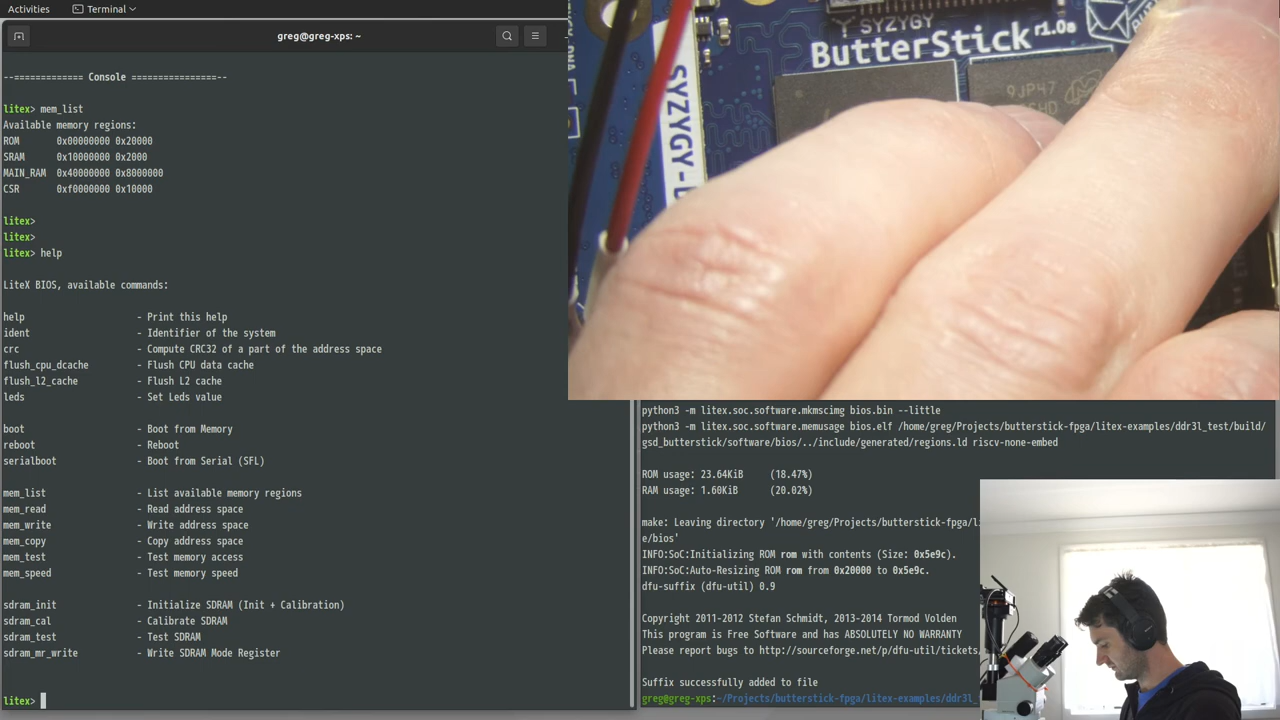 Activities
Terminal
greg@greg-xps: ~
--============= Console ================--
litex> mem_list
Available memory regions:
ROM 0x00000000 0x20000
SRAM 0x10000000 0x2000
MAIN_RAM 0x40000000 0x8000000
CSR 0xf0000000 0x10000
litex>
litex>
litex> help
LiteX BIOS, available commands:
help - Print this help
ident - Identifier of the system
crc - Compute CRC32 of a part of the address space
flush_cpu_dcache - Flush CPU data cache
flush_l2_cache - Flush L2 cache
leds - Set Leds value
boot - Boot from Memory
reboot - Reboot
serialboot - Boot from Serial (SFL)
mem_list - List available memory regions
mem_read - Read address space
mem_write - Write address space
mem_copy - Copy address space
mem_test - Test memory access
mem_speed - Test memory speed
sdram_init - Initialize SDRAM (Init + Calibration)
sdram_cal - Calibrate SDRAM
sdram_test - Test SDRAM
sdram_mr_write - Write SDRAM Mode Register
litex>
SYZYGY
ButterStick r1.0a
9JP47
SYZYGY
python3 -m litex.soc.software.mkmscimg bios.bin --little
python3 -m litex.soc.software.memusage bios.elf /home/greg/Projects/butterstick-fpga/litex-examples/ddr3l_test/build/
gsd_butterstick/software/bios/../include/generated/regions.ld riscv-none-embed
ROM usage: 23.64KiB (18.47%)
RAM usage: 1.60KiB (20.02%)
make: Leaving directory '/home/greg/Projects/butterstick-fpga/l
e/bios'
INFO:SoC:Initializing ROM rom with contents (Size: 0x5e9c).
INFO:SoC:Auto-Resizing ROM rom from 0x20000 to 0x5e9c.
dfu-suffix (dfu-util) 0.9
Copyright 2011-2012 Stefan Schmidt, 2013-2014 Tormod Volden
This program is Free Software and has ABSOLUTELY NO WARRANTY
Please report bugs to http://sourceforge.net/p/dfu-util/tickets
Suffix successfully added to file
greg@greg-xps:~/Projects/butterstick-fpga/litex-examples/ddr3l_